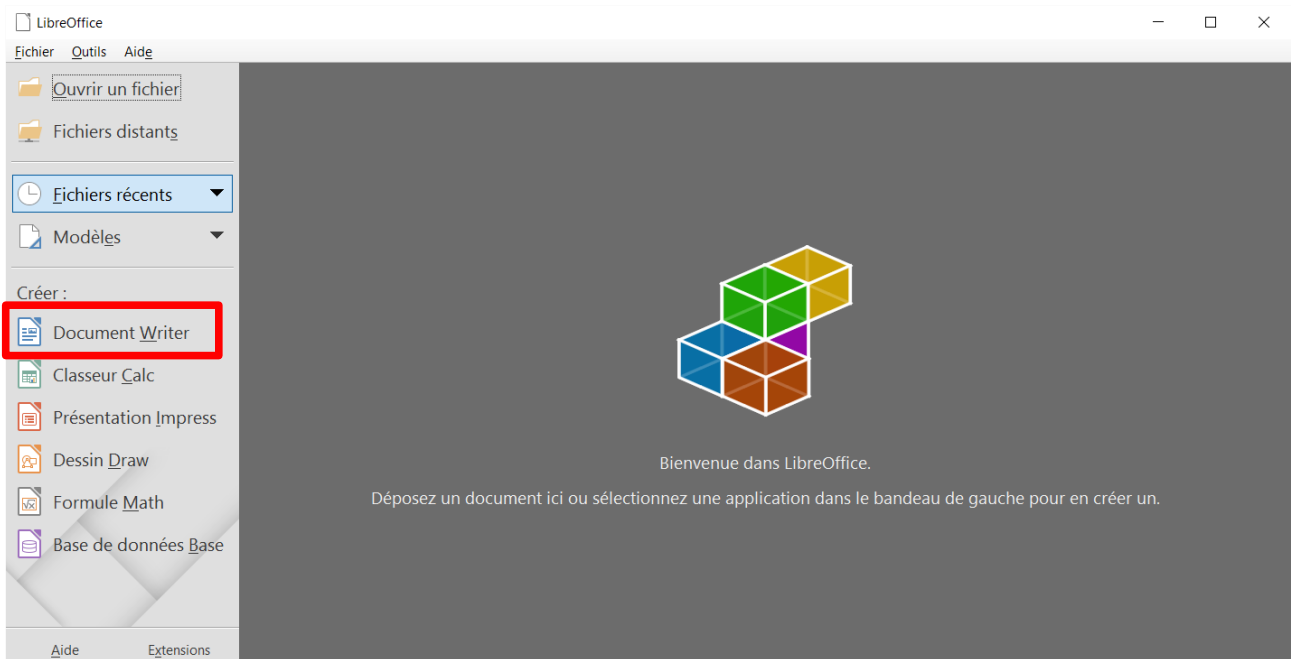 LibreOffice
Fichier Outils Aide
Ouvrir un fichier
Fichiers distants
Fichiers récents
Modèles
Créer :
Document Writer
Classeur Calc
Présentation Impress
Dessin Draw
Formule Math
Base de données Base
Aide Extensions
Bienvenue dans LibreOffice.
Déposez un document ici ou sélectionnez une application dans le bandeau de gauche pour en créer un.